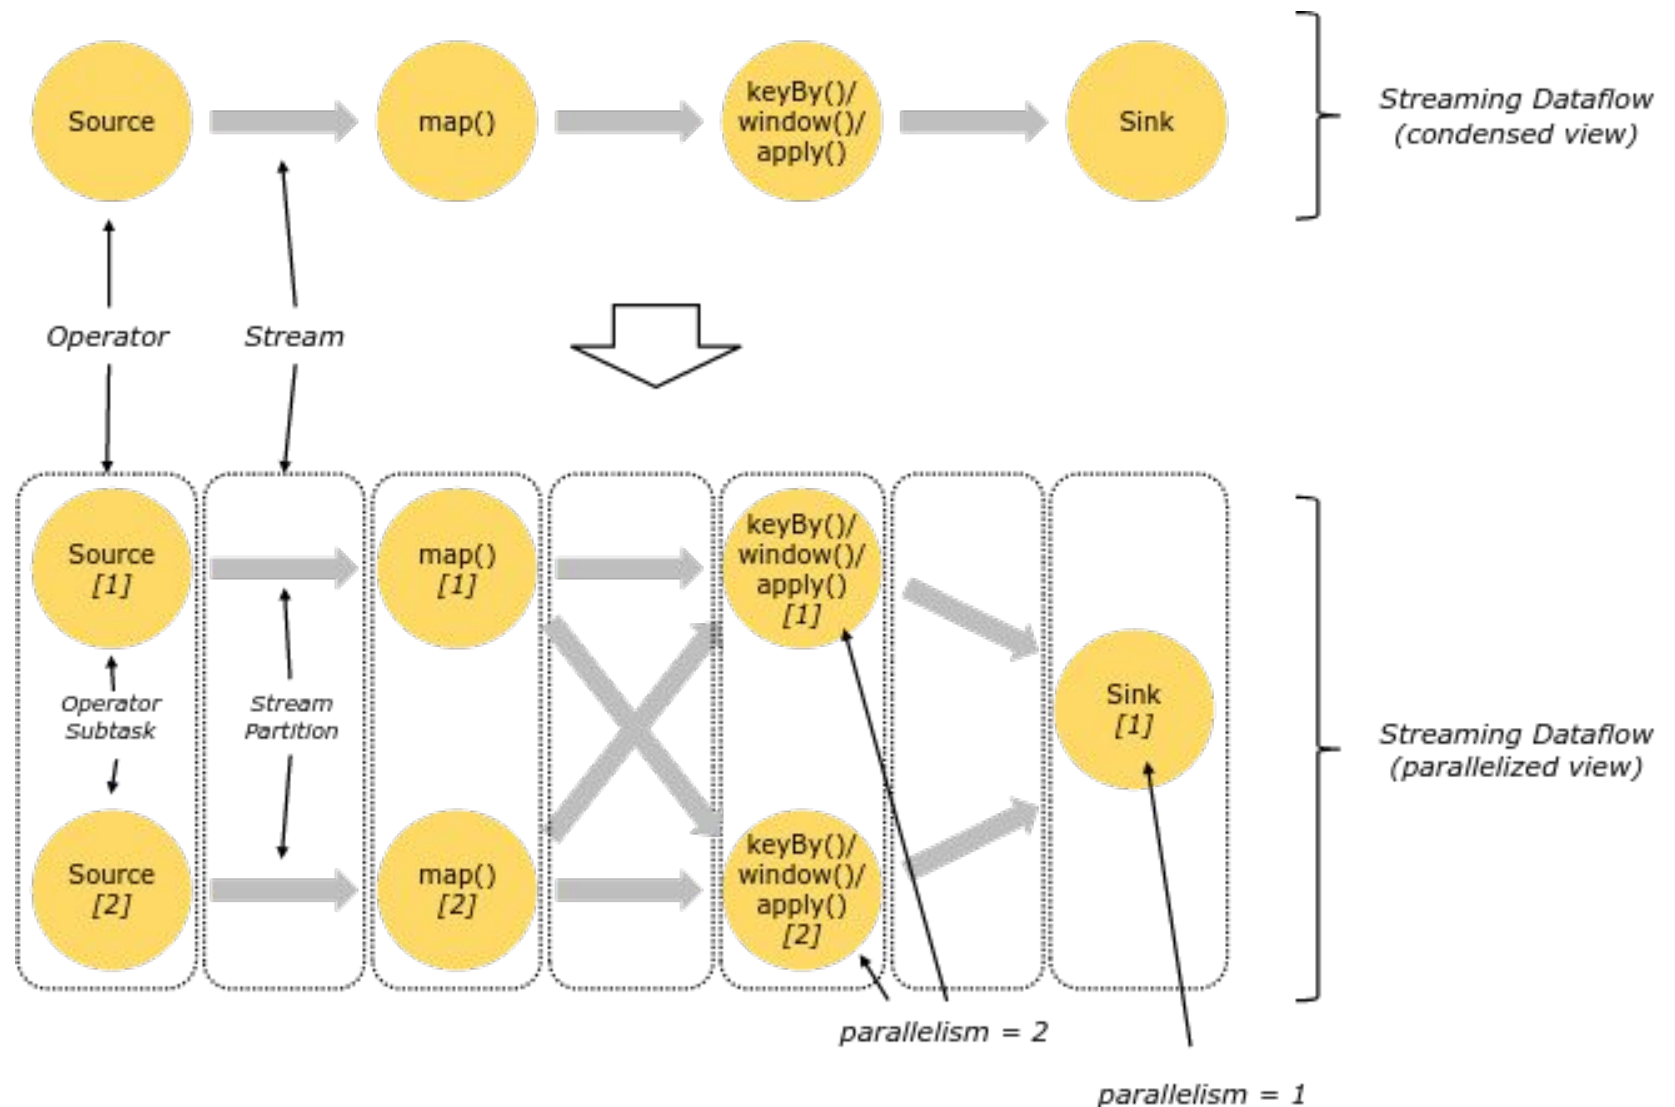 Source
map()
keyBy()/
window()/
apply()
Sink
Streaming Dataflow
(condensed view)
Operator
Stream
Source
[1]
map()
[1]
keyBy()/
window()/
apply()
[1]
Operator
Subtask
Stream
Partition
Sink
[1]
Streaming Dataflow
(parallelized view)
Source
[2]
map()
[2]
keyBy()/
window()/
apply()
[2]
parallelism = 2
parallelism = 1